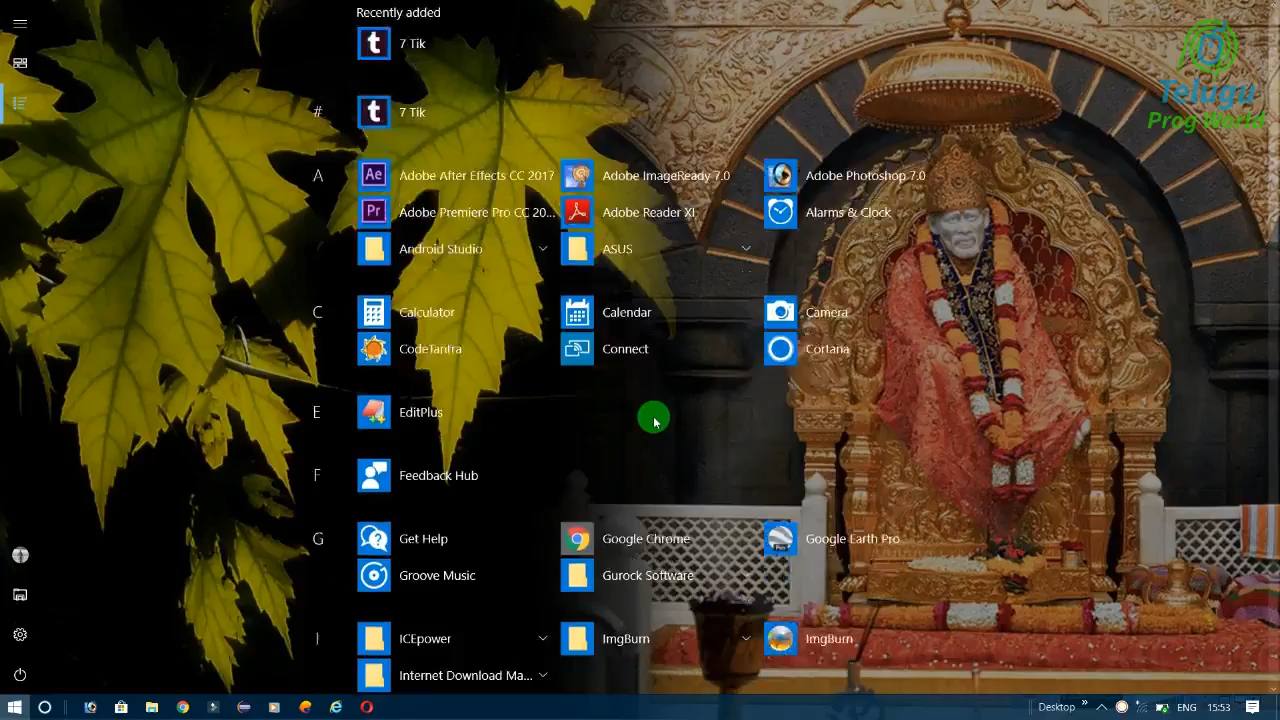 Recently added
7 Tik
#
7 Tik
A
Adobe After Effects CC 2017
Adobe ImageReady 7.0
Adobe Photoshop 7.0
Adobe Premiere Pro CC 20...
Adobe Reader XI
Alarms & Clock
Android Studio
ASUS
C
Calculator
Calendar
Camera
CodeTantra
Connect
Cortana
E
EditPlus
F
Feedback Hub
G
Get Help
Google Chrome
Google Earth Pro
Groove Music
Gurock Software
I
ICEpower
ImgBurn
ImgBurn
Internet Download Ma...
Telugu
Prog World
Desktop
ENG
15:53